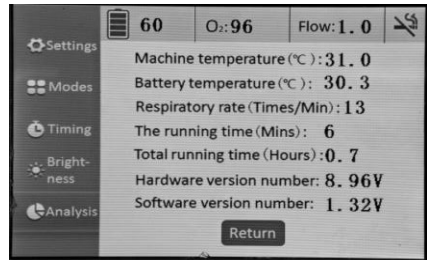 60 O₂:96 Flow:1.0
Settings
Modes
Timing
Bright-
ness
Analysis
Machine temperature(℃):31.0
Battery temperature(℃): 30.3
Respiratory rate(Times/Min):13
The running time(Mins): 6
Total running time(Hours):0.7
Hardware version number: 8.96V
Software version number: 1.32V
Return